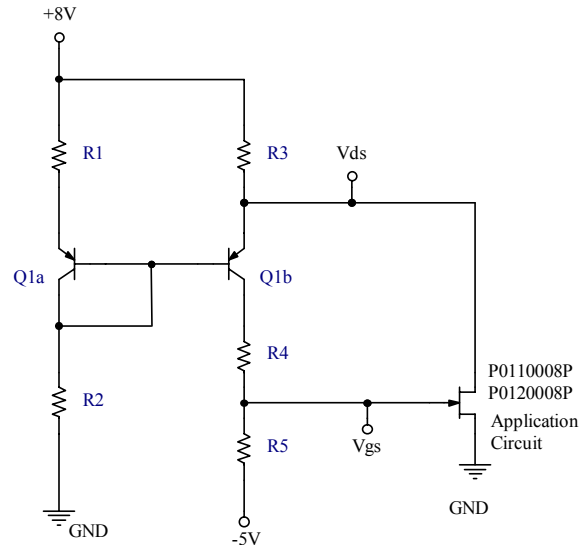 +8V
R1
R3
Vds
Q1a
Q1b
R4
P0110008P
P0120008P
R2
Application
Circuit
Vgs
R5
GND
GND
-5V